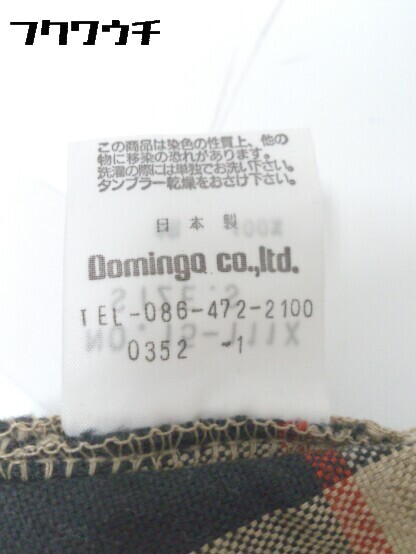 フクワウチ
この商品は染色の性質上、他の
物に移染の恐れがあります。
洗濯の際には単独でお洗い下さい。
タンブラー乾燥をおさけ下さい。
日本製
Domingo co.,ltd.
TEL-086-472-2100
0352 -1